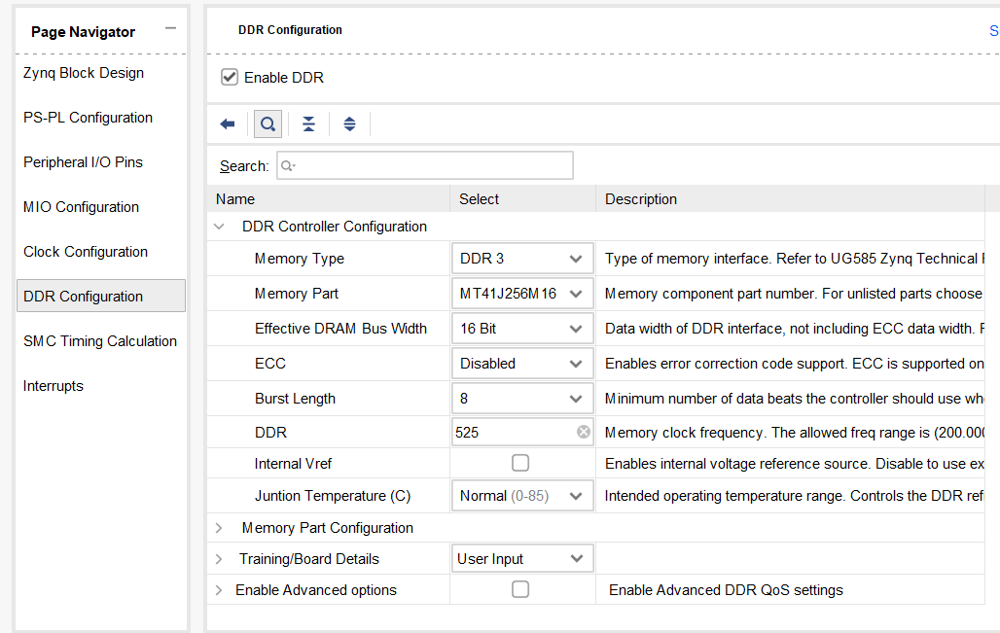 Page Navigator
Zynq Block Design
PS-PL Configuration
Peripheral I/O Pins
MIO Configuration
Clock Configuration
DDR Configuration
SMC Timing Calculation
Interrupts
DDR Configuration
S
Enable DDR
Search:
Name Select Description
DDR Controller Configuration
Memory Type DDR 3 Type of memory interface. Refer to UG585 Zynq Technical
Memory Part MT41J256M16 Memory component part number. For unlisted parts choose
Effective DRAM Bus Width 16 Bit Data width of DDR interface, not including ECC data width.
ECC Disabled Enables error correction code support. ECC is supported on
Burst Length 8 Minimum number of data beats the controller should use wh
DDR 525 Memory clock frequency. The allowed freq range is (200.000
Internal Vref Enables internal voltage reference source. Disable to use ex
Juntion Temperature (C) Normal (0-85) Intended operating temperature range. Controls the DDR ref
Memory Part Configuration
Training/Board Details User Input
Enable Advanced options Enable Advanced DDR QoS settings